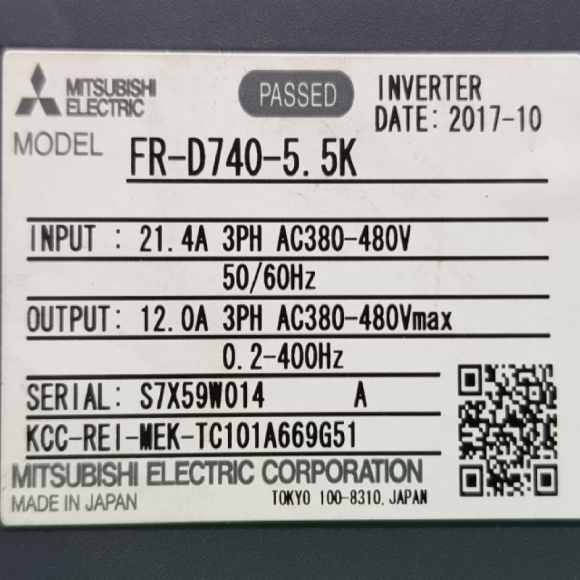 MITSUBISHI
ELECTRIC
PASSED
INVERTER
DATE: 2017-10
MODEL FR-D740-5.5K
INPUT : 21.4A 3PH AC380-480V
50/60Hz
OUTPUT: 12.0A 3PH AC380-480Vmax
0.2-400Hz
SERIAL: S7X59W014 A
KCC-REI-MEK-TC101A669G51
MITSUBISHI ELECTRIC CORPORATION
MADE IN JAPAN TOKYO 100-8310, JAPAN